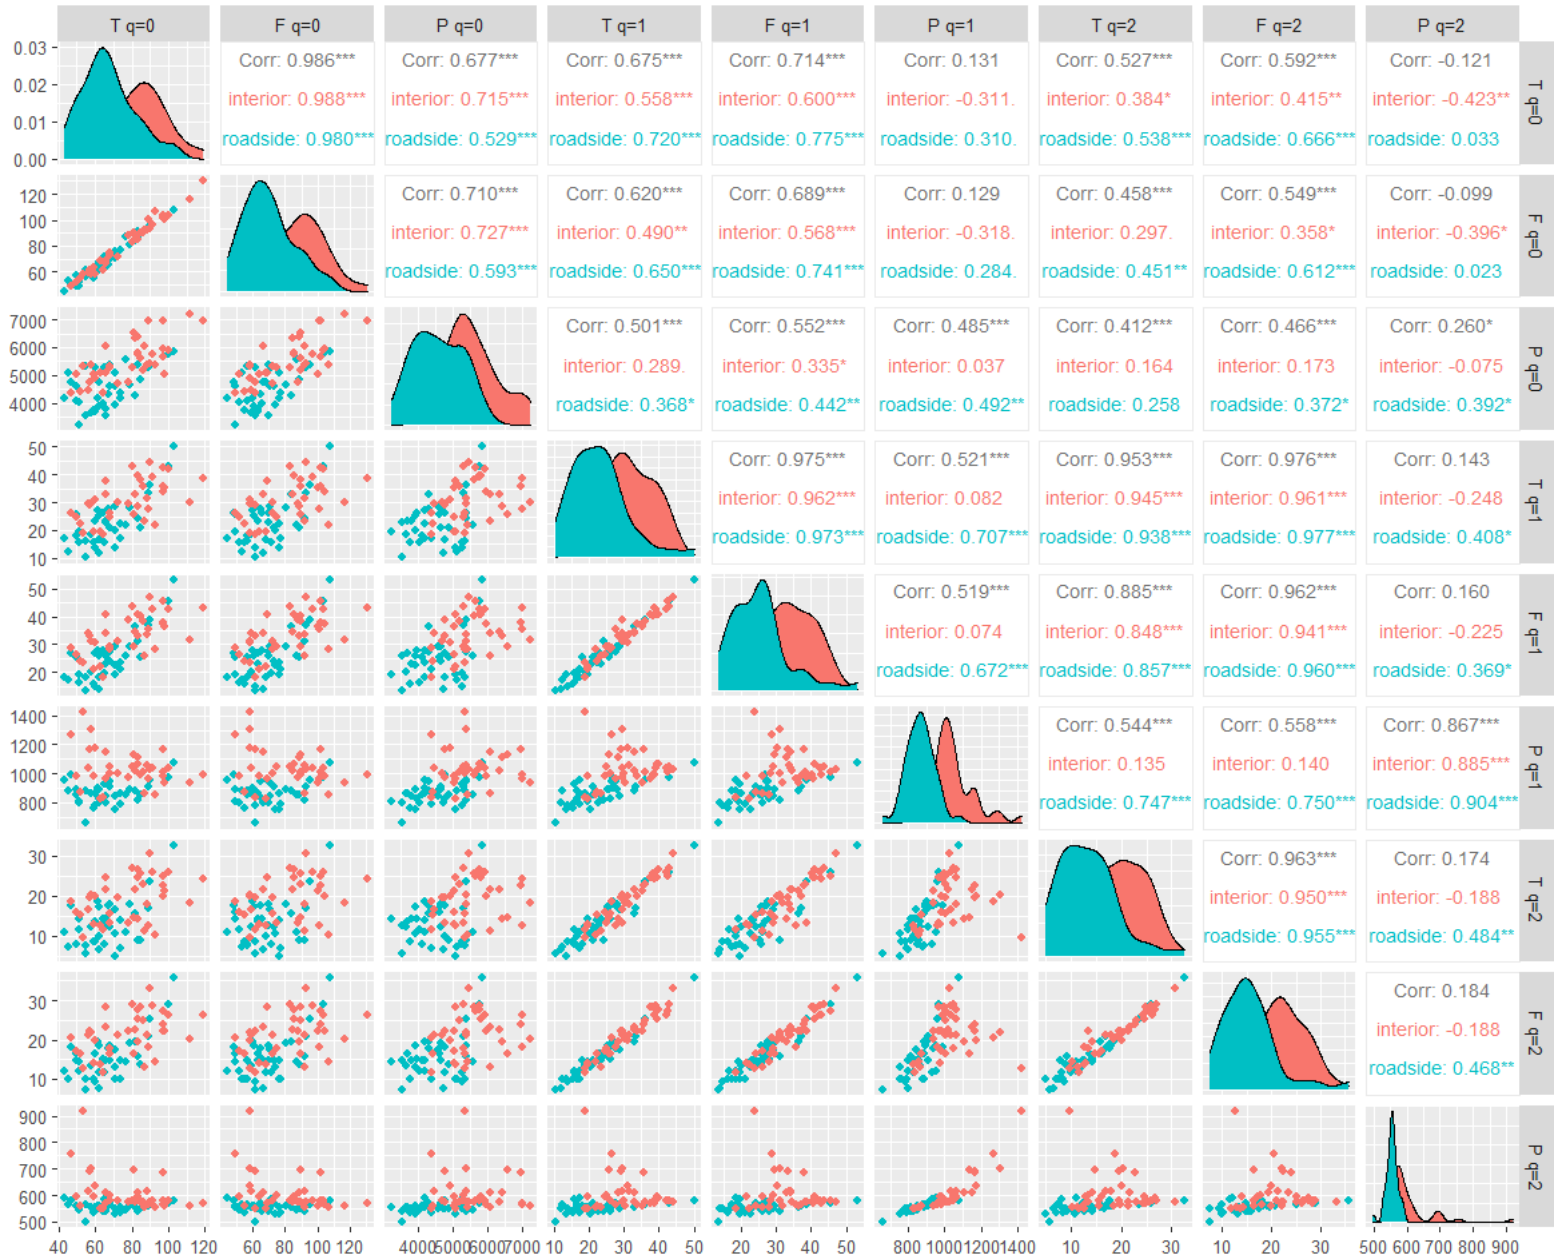 T q=0 F q=0 P q=0 T q=1 F q=1 P q=1 T q=2 F q=2 P q=2
0.03
0.02
0.01
0.00
Corr: 0.986*** Corr: 0.677*** Corr: 0.675*** Corr: 0.714*** Corr: 0.131 Corr: 0.527*** Corr: 0.592*** Corr: -0.121
interior: 0.988*** interior: 0.715*** interior: 0.558*** interior: 0.600*** interior: -0.311. interior: 0.384* interior: 0.415** interior: -0.423**
roadside: 0.980*** roadside: 0.529*** roadside: 0.720*** roadside: 0.775*** roadside: 0.310. roadside: 0.538*** roadside: 0.666*** roadside: 0.033
T q=0
120
100
80
60
Corr: 0.710*** Corr: 0.620*** Corr: 0.689*** Corr: 0.129 Corr: 0.458*** Corr: 0.549*** Corr: -0.099
interior: 0.727*** interior: 0.490** interior: 0.568*** interior: -0.318. interior: 0.297. interior: 0.358* interior: -0.396*
roadside: 0.593*** roadside: 0.650*** roadside: 0.741*** roadside: 0.284. roadside: 0.451** roadside: 0.612*** roadside: 0.023
F q=0
7000
6000
5000
4000
Corr: 0.501*** Corr: 0.552*** Corr: 0.485*** Corr: 0.412*** Corr: 0.466*** Corr: 0.260*
interior: 0.289. interior: 0.335* interior: 0.037 interior: 0.164 interior: 0.173 interior: -0.075
roadside: 0.368* roadside: 0.442** roadside: 0.492** roadside: 0.258 roadside: 0.372* roadside: 0.392*
P q=0
50
40
30
20
10
Corr: 0.975*** Corr: 0.521*** Corr: 0.953*** Corr: 0.976*** Corr: 0.143
interior: 0.962*** interior: 0.082 interior: 0.945*** interior: 0.961*** interior: -0.248
roadside: 0.973*** roadside: 0.707*** roadside: 0.938*** roadside: 0.977*** roadside: 0.408*
T q=1
50
40
30
20
Corr: 0.519*** Corr: 0.885*** Corr: 0.962*** Corr: 0.160
interior: 0.074 interior: 0.848*** interior: 0.941*** interior: -0.225
roadside: 0.672*** roadside: 0.857*** roadside: 0.960*** roadside: 0.369*
F q=1
1400
1200
1000
800
Corr: 0.544*** Corr: 0.558*** Corr: 0.867***
interior: 0.135 interior: 0.140 interior: 0.885***
roadside: 0.747*** roadside: 0.750*** roadside: 0.904***
P q=1
30
20
10
Corr: 0.963*** Corr: 0.174
interior: 0.950*** interior: -0.188
roadside: 0.955*** roadside: 0.484**
T q=2
30
20
10
Corr: 0.184
interior: -0.188
roadside: 0.468**
F q=2
900
800
700
600
500
P q=2
40 60 80 100 120 60 80 100 120 4000 5000 6000 7000 10 20 30 40 50 20 30 40 50 800 1000 1200 1400 10 20 30 10 20 30 500 600 700 800 900